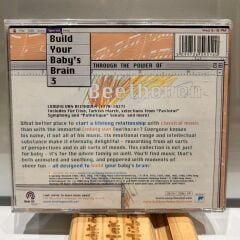 Build
Your
Baby's
Brain
3
THROUGH THE POWER OF
Beethoven
LUDWIG VAN BEETHOVEN (1770-1827)
Includes Für Elise, Turkish March, selections from "Pastoral"
Symphony and "Pathétique" Sonata and more!
What better place to start a lifelong relationship with classical music
than with the immortal Ludwig van Beethoven? Everyone knows
his name, if not all of his music. Its emotional range and intellectual
substance make it eternally delightful - mesmerizing from all sorts
of perspectives and in all sorts of moods. This collection is not just
for baby - it's for the whole family as well. You'll find music that's
both animated and soothing, and peppered with moments of
sheer fun - all designed to build your baby's brain!